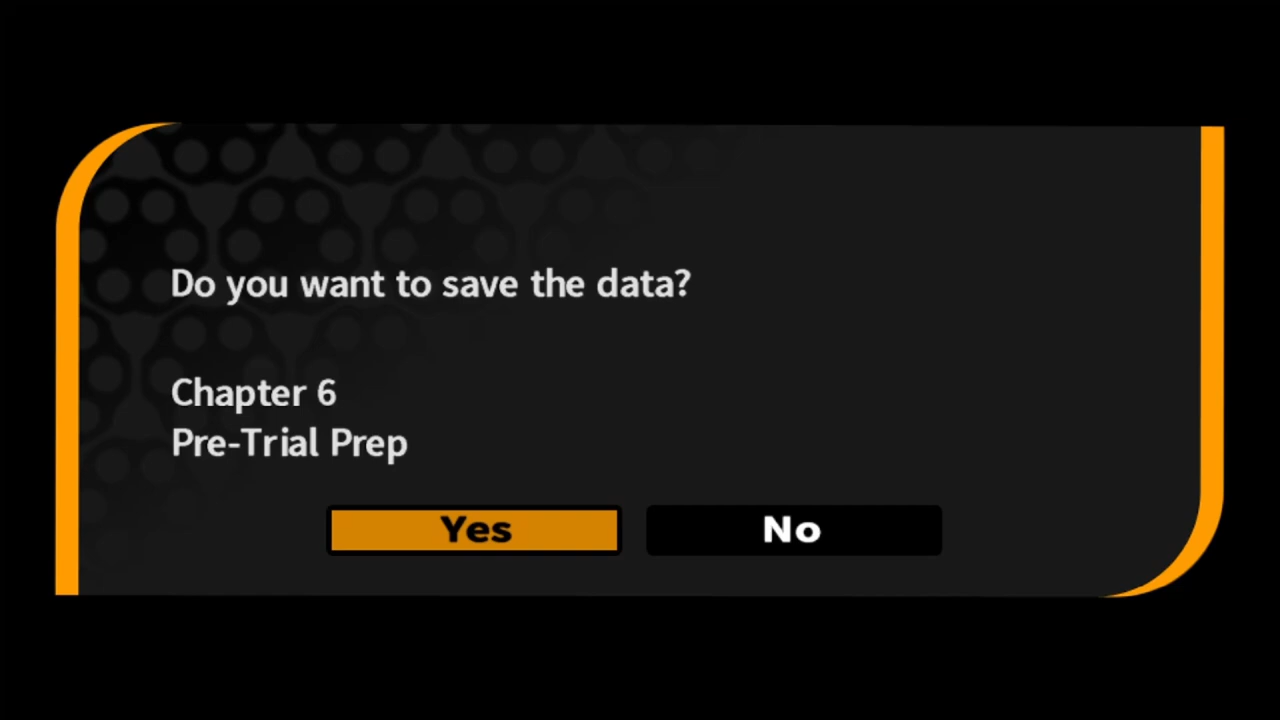 Do you want to save the data?
Chapter 6
Pre-Trial Prep
Yes
No